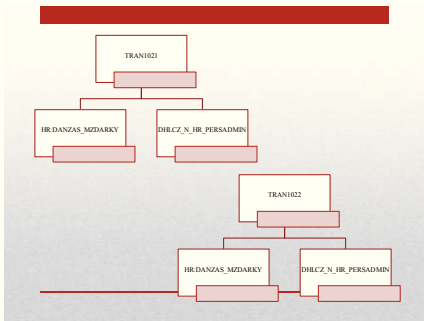 TRAN1021
HR:DANZAS_MZDARKY
DHLCZ_N_HR_PERSADMIN
TRAN1022
HR:DANZAS_MZDARKY
DHLCZ_N_HR_PERSADMIN